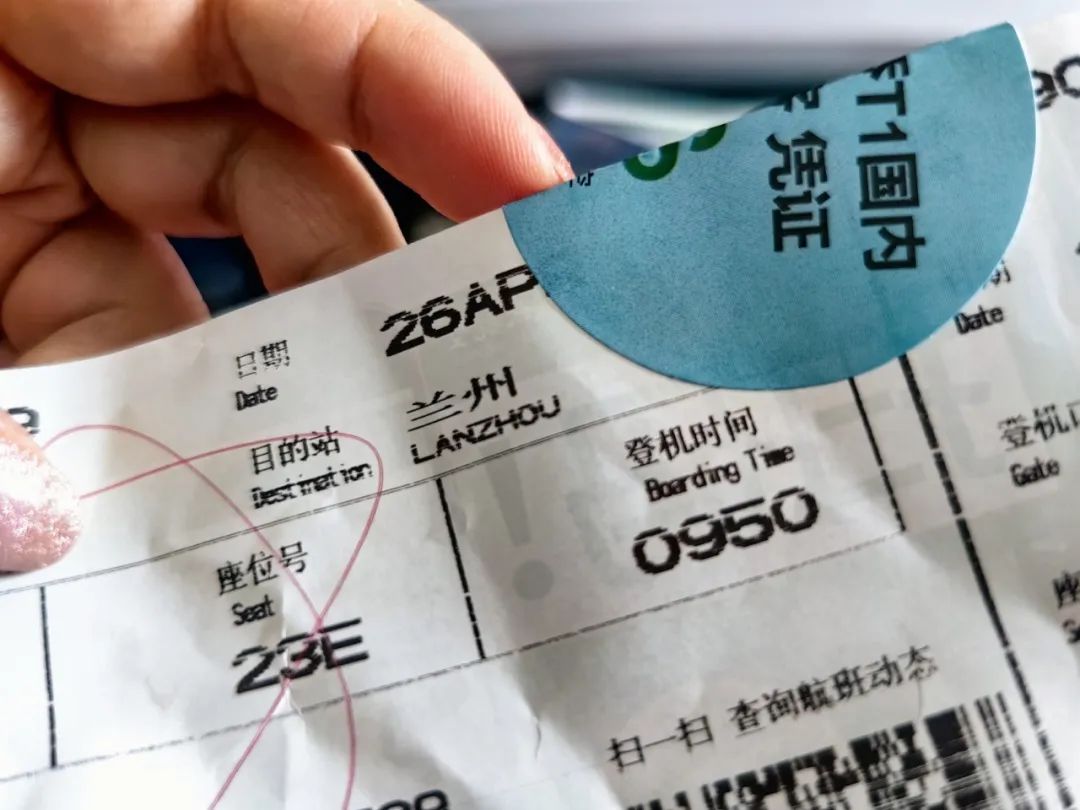 日期
Date
26AP
目的站
Destination
兰州
LANZHOU
登机时间
Boarding Time
0950
座位号
Seat
23E
扫一扫 查询航班动态
T1国内
凭证
Date
登机
Gate
座